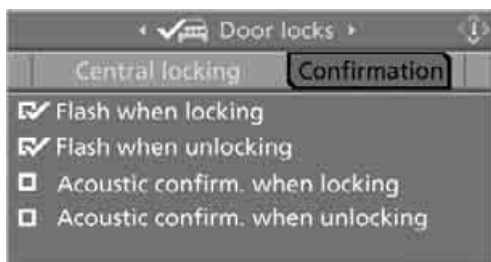 Door locks
Central locking Confirmation
Flash when locking
Flash when unlocking
Acoustic confirm. when locking
Acoustic confirm. when unlocking